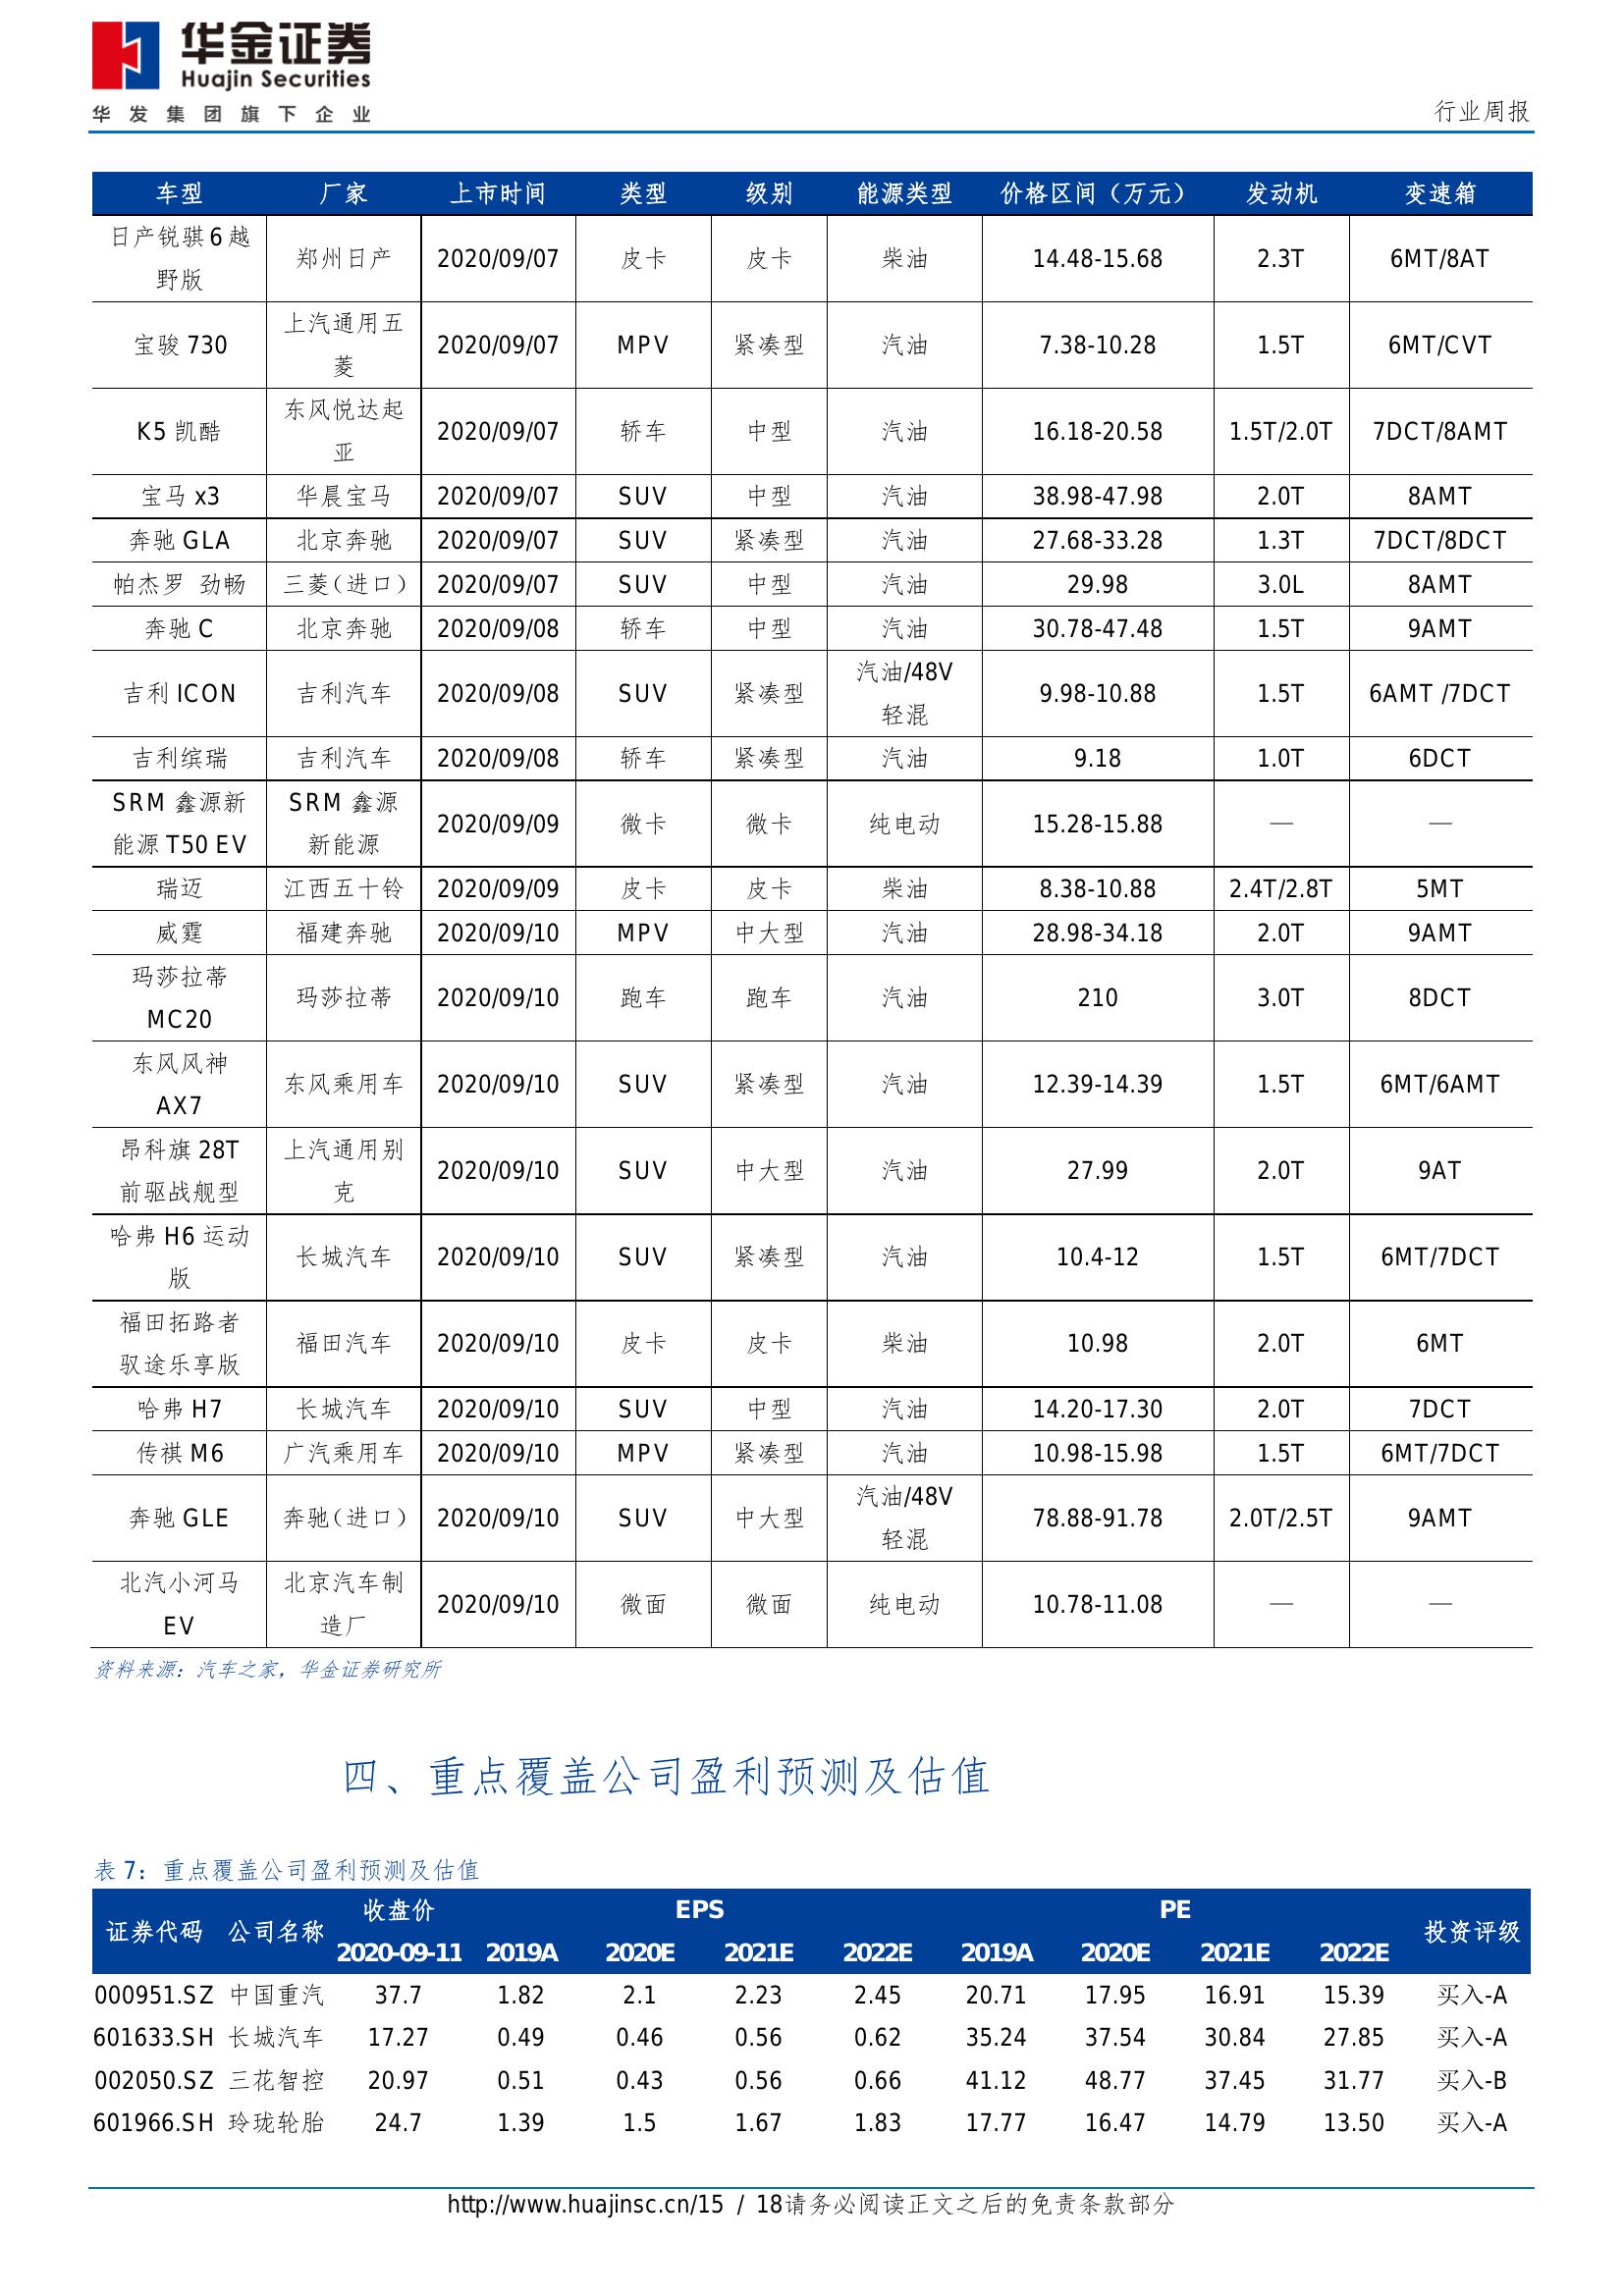 华金证券
Huajin Securities
华发集团旗下企业
行业周报
车型 厂家 上市时间 类型 级别 能源类型 价格区间（万元） 发动机 变速箱
日产锐骐 6 越野版 郑州日产 2020/09/07 皮卡 皮卡 柴油 14.48-15.68 2.3T 6MT/8AT
宝骏 730 上汽通用五菱 2020/09/07 MPV 紧凑型 汽油 7.38-10.28 1.5T 6MT/CVT
K5 凯酷 东风悦达起亚 2020/09/07 轿车 中型 汽油 16.18-20.58 1.5T/2.0T 7DCT/8AMT
宝马 x3 华晨宝马 2020/09/07 SUV 中型 汽油 38.98-47.98 2.0T 8AMT
奔驰 GLA 北京奔驰 2020/09/07 SUV 紧凑型 汽油 27.68-33.28 1.3T 7DCT/8DCT
帕杰罗 劲畅 三菱（进口） 2020/09/07 SUV 中型 汽油 29.98 3.0L 8AMT
奔驰 C 北京奔驰 2020/09/08 轿车 中型 汽油 30.78-47.48 1.5T 9AMT
吉利 ICON 吉利汽车 2020/09/08 SUV 紧凑型 汽油/48V 轻混 9.98-10.88 1.5T 6AMT /7DCT
吉利缤瑞 吉利汽车 2020/09/08 轿车 紧凑型 汽油 9.18 1.0T 6DCT
SRM 鑫源新能源 T50 EV SRM 鑫源新能源 2020/09/09 微卡 微卡 纯电动 15.28-15.88 — —
瑞迈 江西五十铃 2020/09/09 皮卡 皮卡 柴油 8.38-10.88 2.4T/2.8T 5MT
威霆 福建奔驰 2020/09/10 MPV 中大型 汽油 28.98-34.18 2.0T 9AMT
玛莎拉蒂 MC20 玛莎拉蒂 2020/09/10 跑车 跑车 汽油 210 3.0T 8DCT
东风风神 AX7 东风乘用车 2020/09/10 SUV 紧凑型 汽油 12.39-14.39 1.5T 6MT/6AMT
昂科旗 28T 前驱战舰型 上汽通用别克 2020/09/10 SUV 中大型 汽油 27.99 2.0T 9AT
哈弗 H6 运动版 长城汽车 2020/09/10 SUV 紧凑型 汽油 10.4-12 1.5T 6MT/7DCT
福田拓路者驭途乐享版 福田汽车 2020/09/10 皮卡 皮卡 柴油 10.98 2.0T 6MT
哈弗 H7 长城汽车 2020/09/10 SUV 中型 汽油 14.20-17.30 2.0T 7DCT
传祺 M6 广汽乘用车 2020/09/10 MPV 紧凑型 汽油 10.98-15.98 1.5T 6MT/7DCT
奔驰 GLE 奔驰（进口） 2020/09/10 SUV 中大型 汽油/48V 轻混 78.88-91.78 2.0T/2.5T 9AMT
北汽小河马 EV 北京汽车制造厂 2020/09/10 微面 微面 纯电动 10.78-11.08 — —
资料来源：汽车之家，华金证券研究所
四、重点覆盖公司盈利预测及估值
表 7：重点覆盖公司盈利预测及估值
证券代码 公司名称 收盘价 EPS PE 投资评级
2020-09-11 2019A 2020E 2021E 2022E 2019A 2020E 2021E 2022E
000951.SZ 中国重汽 37.7 1.82 2.1 2.23 2.45 20.71 17.95 16.91 15.39 买入-A
601633.SH 长城汽车 17.27 0.49 0.46 0.56 0.62 35.24 37.54 30.84 27.85 买入-A
002050.SZ 三花智控 20.97 0.51 0.43 0.56 0.66 41.12 48.77 37.45 31.77 买入-B
601966.SH 玲珑轮胎 24.7 1.39 1.5 1.67 1.83 17.77 16.47 14.79 13.50 买入-A
http://www.huajinsc.cn/15 / 18请务必阅读正文之后的免责条款部分